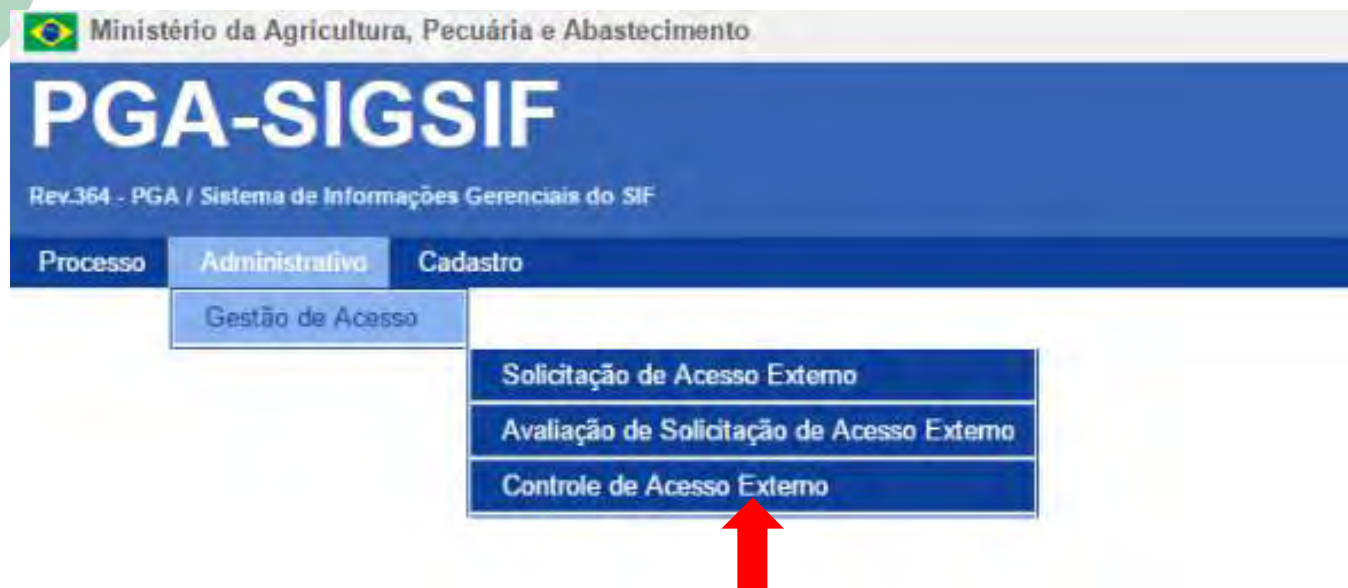 Ministério da Agricultura, Pecuária e Abastecimento
PGA-SIGSIF
Rev.364 - PGA / Sistema de Informações Gerenciais do SIF
Processo Administrativo Cadastro
Gestão de Acesso
Solicitação de Acesso Externo
Avaliação de Solicitação de Acesso Externo
Controle de Acesso Externo